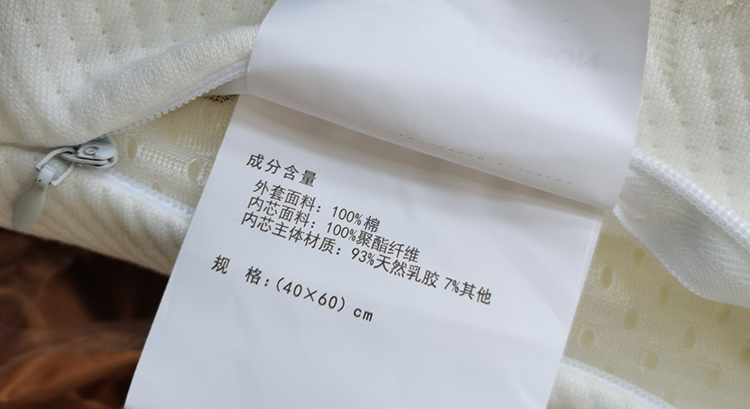 成分含量
外套面料：100%棉
内芯面料：100%聚酯纤维
内芯主体材质：93%天然乳胶 7%其他
规 格：(40×60) cm